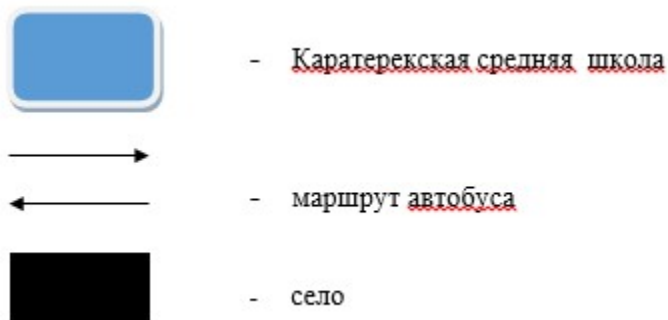 - Каратерекская средняя школа
- маршрут автобуса
- село